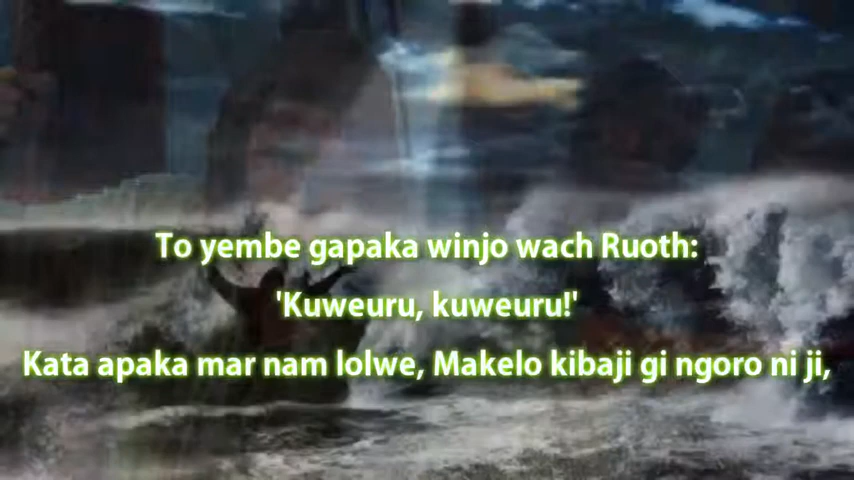 To yembe gapaka winjo wach Ruoth:
'Kuweuru, kuweuru!'
Kata apaka mar nam lolwe, Makelo kibaji gi ngoro ni ji,